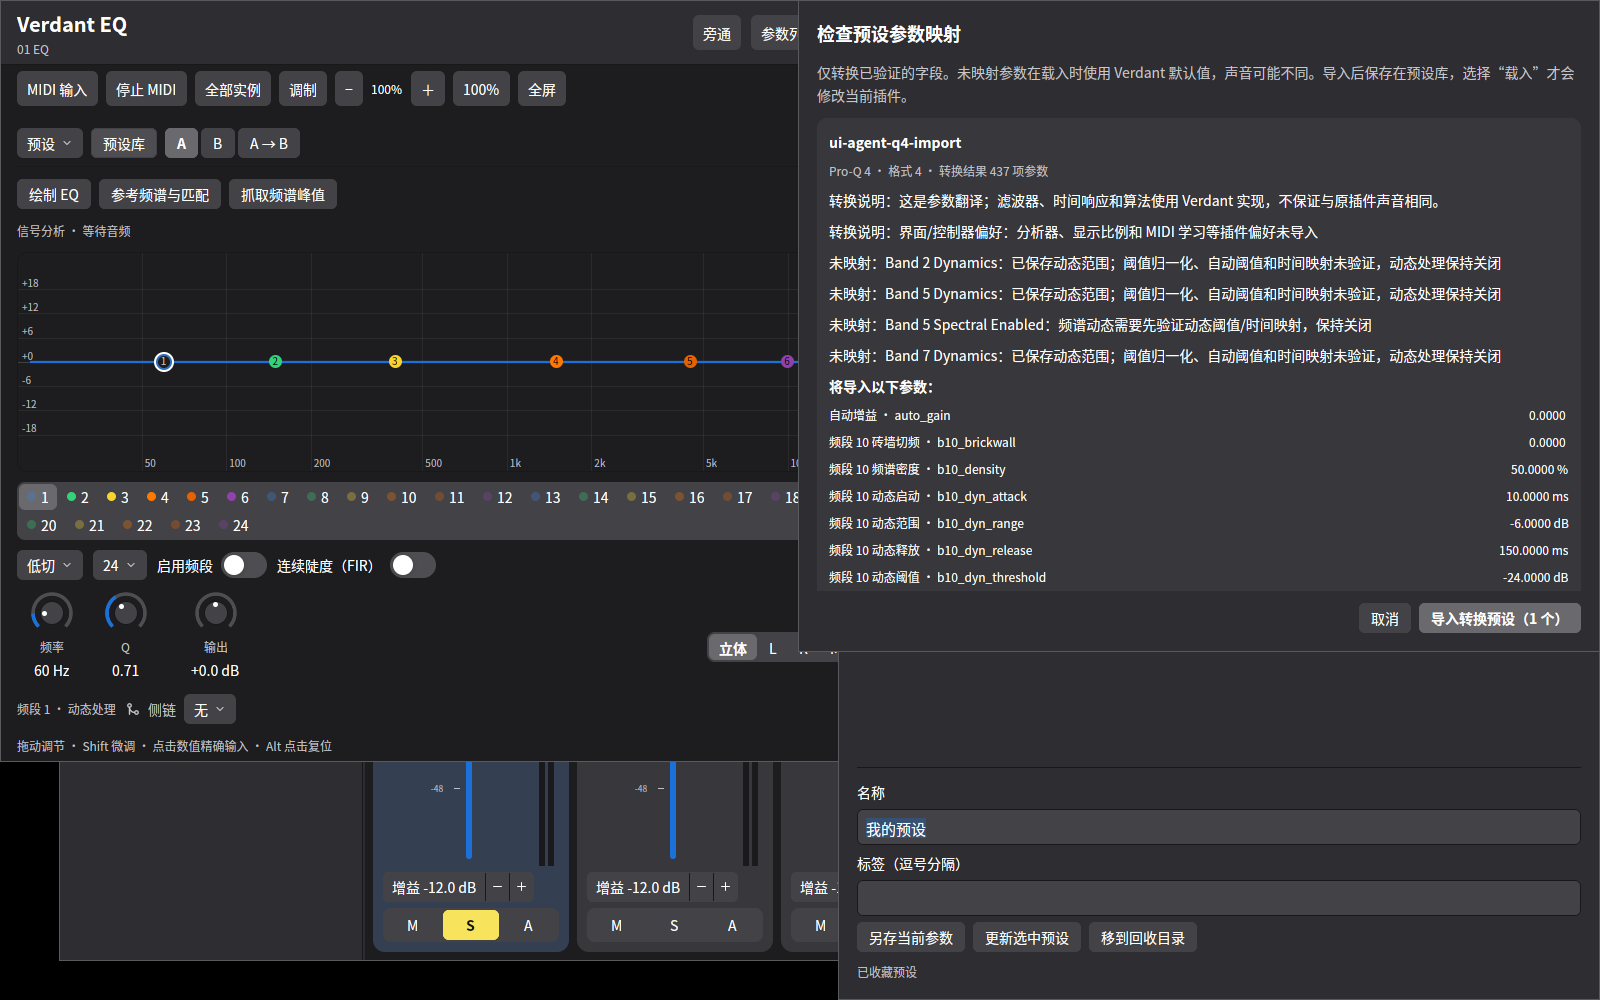 Verdant EQ
01 EQ
旁通
参数列
MIDI 输入
停止 MIDI
全部实例
调制
−
100%
+
100%
全屏
预设
预设库
A
B
A → B
绘制 EQ
参考频谱与匹配
抓取频谱峰值
信号分析 · 等待音频
+18
+12
+6
+0
-6
-12
-18
1
2
3
4
5
6
50
100
200
500
1k
2k
5k
1 2 3 4 5 6 7 8 9 10 11 12 13 14 15 16 17 18
20 21 22 23 24
低切
24
启用频段
连续陡度（FIR）
频率
Q
输出
60 Hz
0.71
+0.0 dB
立体
L
频段 1 · 动态处理
侧链
无
拖动调节 · Shift 微调 · 点击数值精确输入 · Alt 点击复位
检查预设参数映射
仅转换已验证的字段。未映射参数在载入时使用 Verdant 默认值，声音可能不同。导入后保存在预设库，选择“载入”才会
修改当前插件。
ui-agent-q4-import
Pro-Q 4 · 格式 4 · 转换结果 437 项参数
转换说明：这是参数翻译；滤波器、时间响应和算法使用 Verdant 实现，不保证与原插件声音相同。
转换说明：界面/控制器偏好：分析器、显示比例和 MIDI 学习等插件偏好未导入
未映射：Band 2 Dynamics：已保存动态范围；阈值归一化、自动阈值和时间映射未验证，动态处理保持关闭
未映射：Band 5 Dynamics：已保存动态范围；阈值归一化、自动阈值和时间映射未验证，动态处理保持关闭
未映射：Band 5 Spectral Enabled：频谱动态需要先验证动态阈值/时间映射，保持关闭
未映射：Band 7 Dynamics：已保存动态范围；阈值归一化、自动阈值和时间映射未验证，动态处理保持关闭
将导入以下参数：
自动增益 · auto_gain 0.0000
频段 10 砖墙切频 · b10_brickwall 0.0000
频段 10 频谱密度 · b10_density 50.0000 %
频段 10 动态启动 · b10_dyn_attack 10.0000 ms
频段 10 动态范围 · b10_dyn_range -6.0000 dB
频段 10 动态释放 · b10_dyn_release 150.0000 ms
频段 10 动态阈值 · b10_dyn_threshold -24.0000 dB
取消
导入转换预设（1 个）
名称
我的预设
标签（逗号分隔）
另存当前参数
更新选中预设
移到回收目录
已收藏预设
-48
-48
增益 -12.0 dB − +
增益 -12.0 dB − +
增益 -
M S A
M S A
M